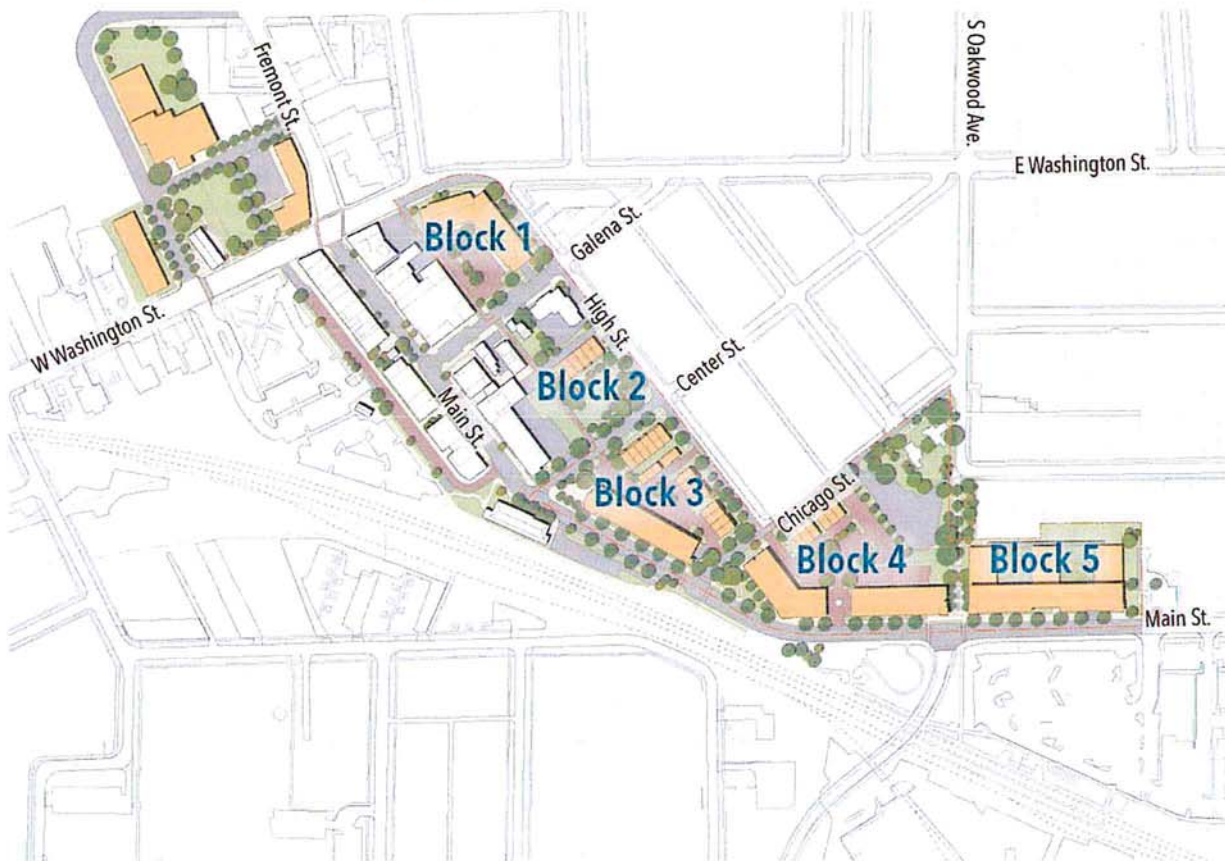 Fremont St.
S Oakwood Ave.
E Washington St.
Block 1
Galena St.
High St.
W Washington St.
Block 2
Center St.
Main St.
Block 3
Chicago St.
Block 4
Block 5
Main St.